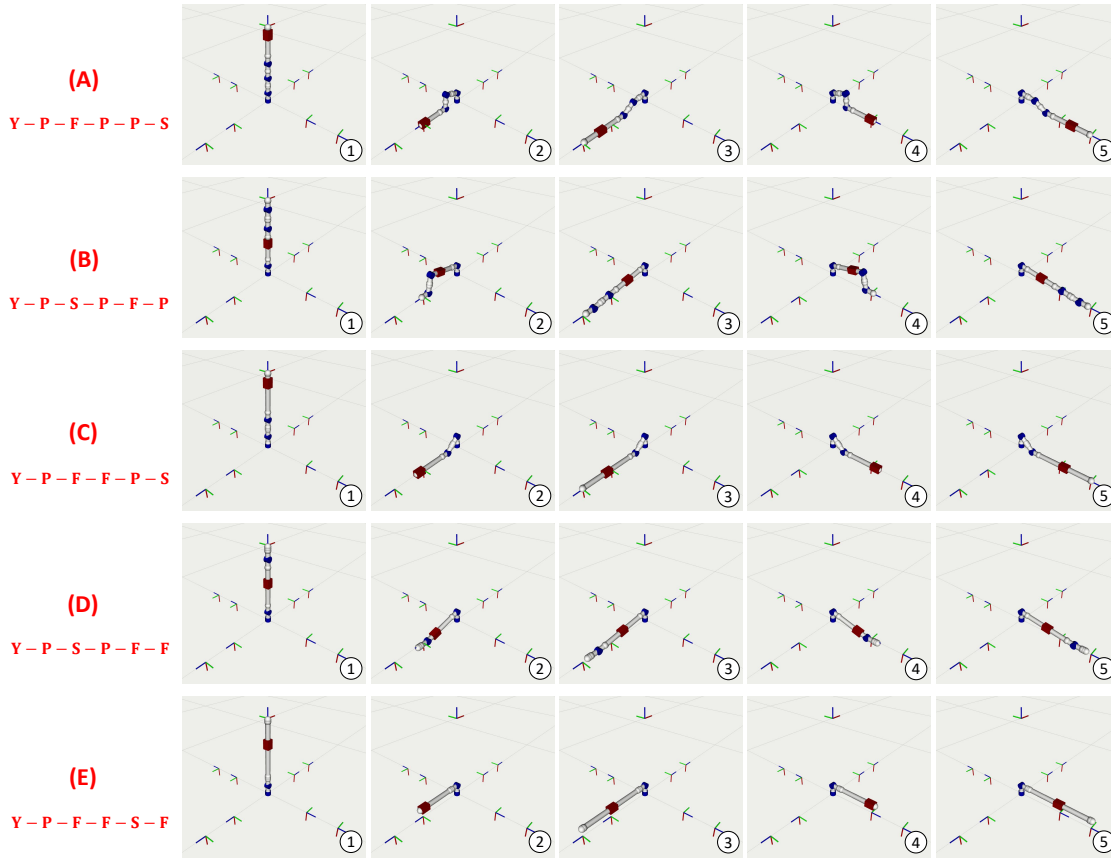 (A)
Y – P – F – P – P – S
1 2 3 4 5
(B)
Y – P – S – P – F – P
1 2 3 4 5
(C)
Y – P – F – F – P – S
1 2 3 4 5
(D)
Y – P – S – P – F – F
1 2 3 4 5
(E)
Y – P – F – F – S – F
1 2 3 4 5